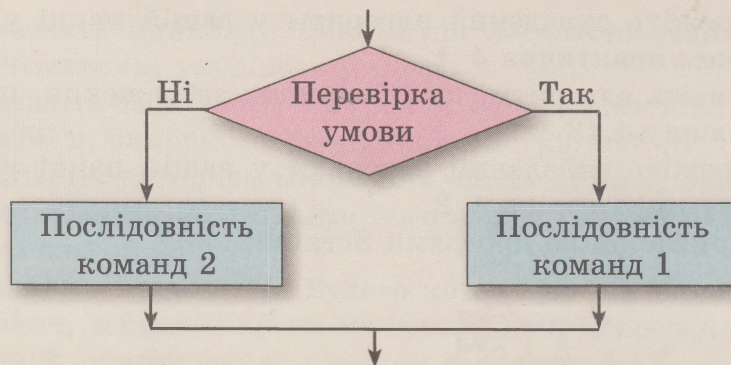 Ні
Перевірка
умови
Так
Послідовність
команд 2
Послідовність
команд 1